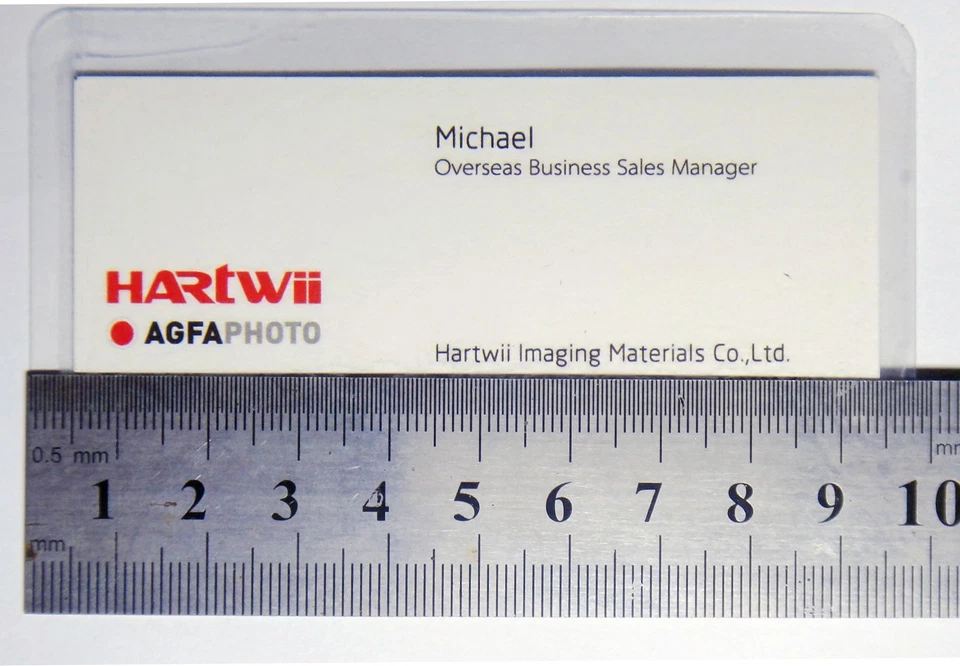 Michael
Overseas Business Sales Manager
HARtwii
AGFAPHOTO
Hartwii Imaging Materials Co.,Ltd.
0.5 mm
1 2 3 4 5 6 7 8 9 10
mm